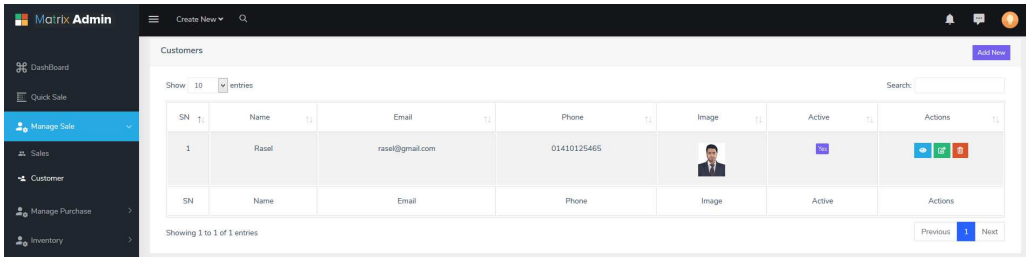 Matrix Admin
Create New
DashBoard
Quick Sale
Manage Sale
Sales
Customer
Manage Purchase
Inventory
Customers
Add New
Show 10 entries
Search:
SN Name Email Phone Image Active Actions
1 Rasel rasel@gmail.com 01410125465 Yes
SN Name Email Phone Image Active Actions
Showing 1 to 1 of 1 entries
Previous 1 Next